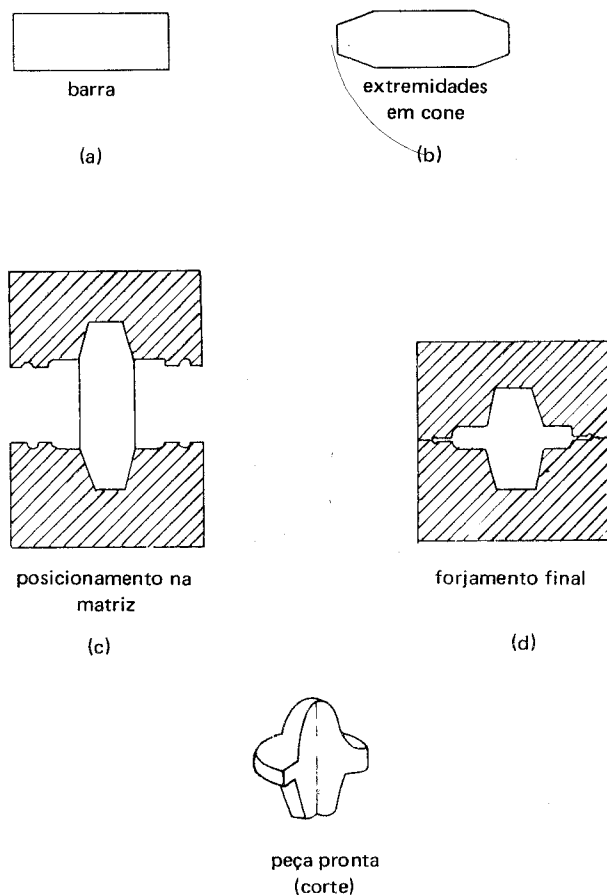 barra
(a)
extremidades
em cone
(b)
posicionamento na
matriz
(c)
forjamento final
(d)
peça pronta
(corte)